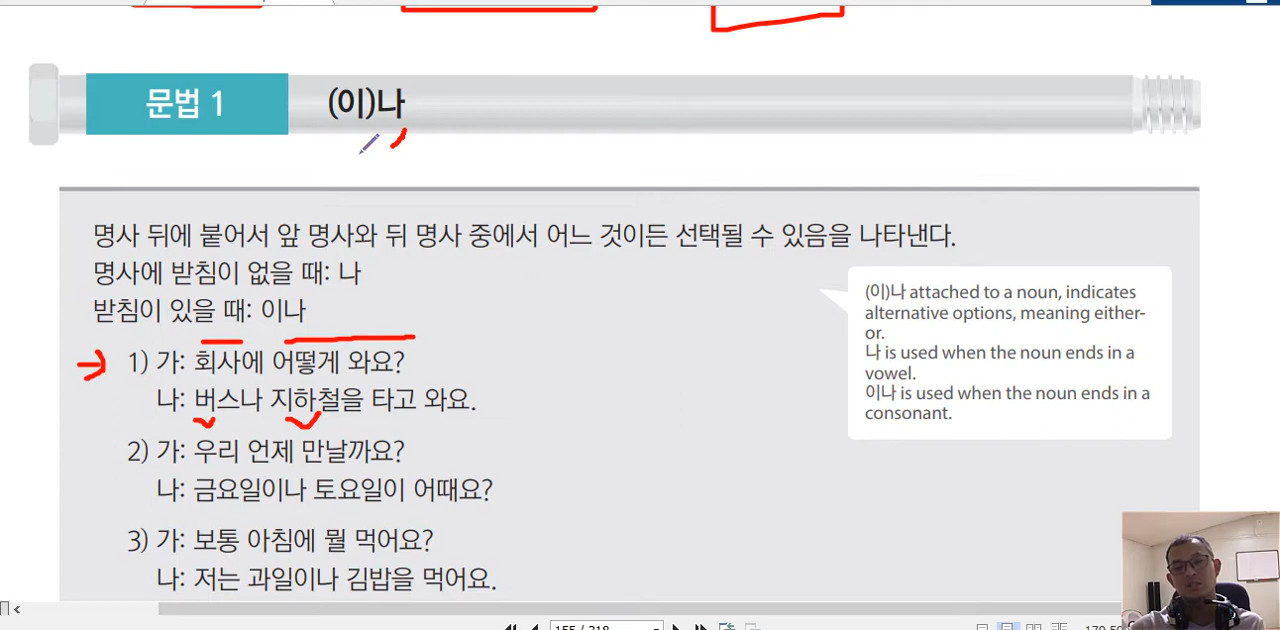 문법 1
(이)나
명사 뒤에 붙어서 앞 명사와 뒤 명사 중에서 어느 것이든 선택될 수 있음을 나타낸다.
명사에 받침이 없을 때: 나
받침이 있을 때: 이나
1) 가: 회사에 어떻게 와요?
나: 버스나 지하철을 타고 와요.
2) 가: 우리 언제 만날까요?
나: 금요일이나 토요일이 어때요?
3) 가: 보통 아침에 뭘 먹어요?
나: 저는 과일이나 김밥을 먹어요.
(이)나 attached to a noun, indicates
alternative options, meaning either-
or.
나 is used when the noun ends in a
vowel.
이나 is used when the noun ends in a
consonant.
155 / 218